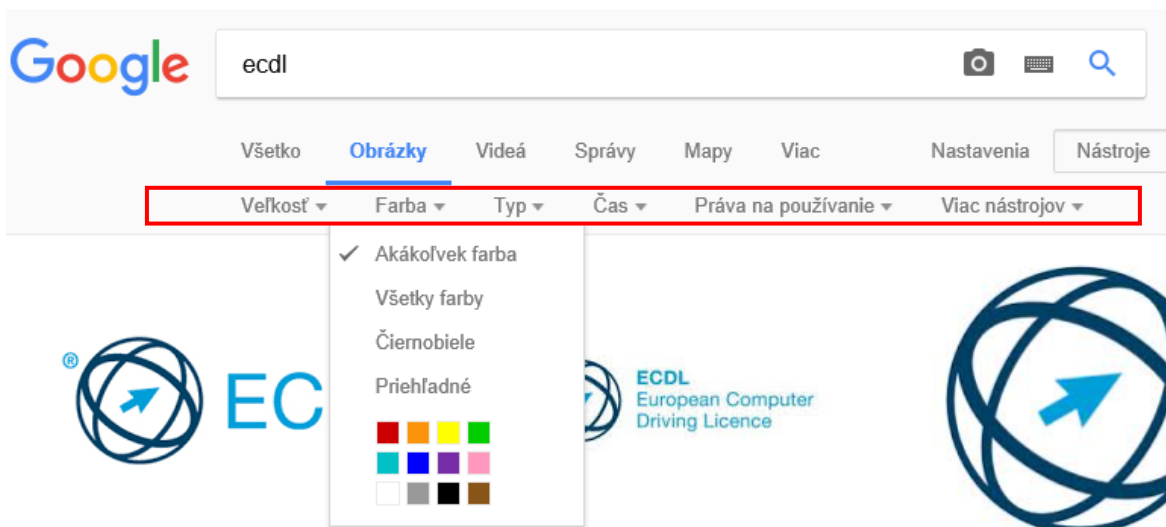 Google
ecdl
Všetko Obrázky Videá Správy Mapy Viac Nastavenia Nástroje
Veľkosť Farba Typ Čas Práva na používanie Viac nástrojov
Akákoľvek farba
Všetky farby
Čiernobiele
Priehľadné
® EC
ECDL
European Computer
Driving Licence